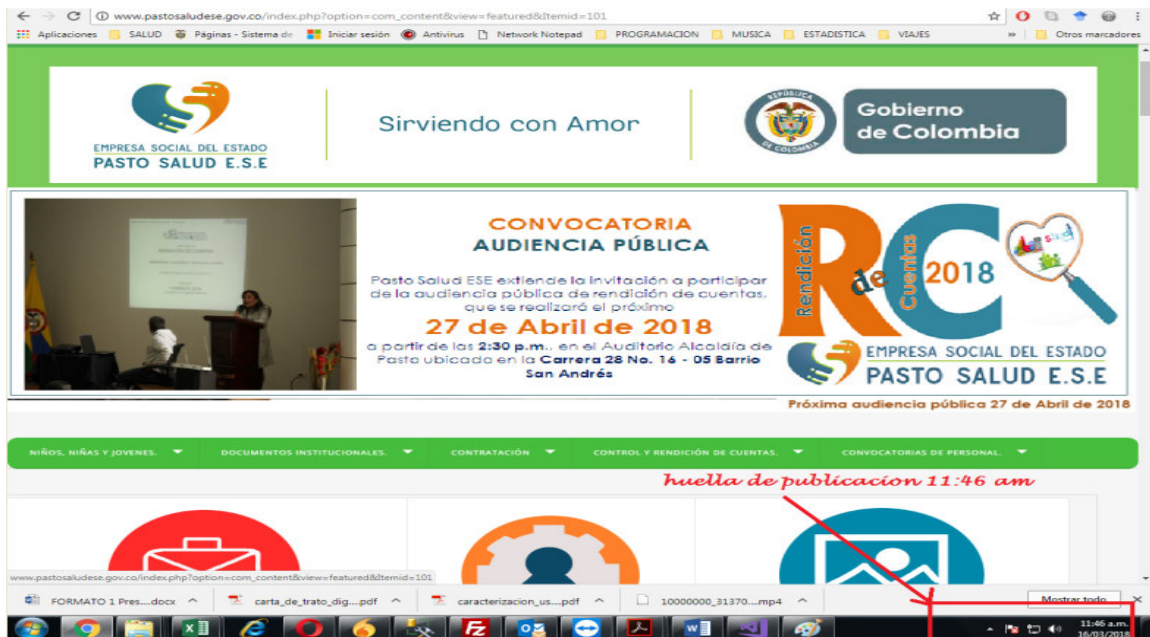 www.pastosaludese.gov.co/index.php?option=com_content&view=featured&Itemid=101
Aplicaciones SALUD Páginas - Sistema de Iniciar sesión Antivirus Network Notepad PROGRAMACION MUSICA ESTADISTICA VIAJES » Otros marcadores
EMPRESA SOCIAL DEL ESTADO
PASTO SALUD E.S.E
Sirviendo con Amor
REPÚBLICA
DE COLOMBIA
Gobierno
de Colombia
CONVOCATORIA
AUDIENCIA PÚBLICA
Pasto Salud ESE extiende la invitación a participar
de la audiencia pública de rendición de cuentas,
que se realizará el próximo
27 de Abril de 2018
a partir de las 2:30 p.m., en el Auditorio Alcaldía de
Pasto ubicado en la Carrera 28 No. 16 - 05 Barrio
San Andrés
Rendición
de
Cuentas
RC
2018
EMPRESA SOCIAL DEL ESTADO
PASTO SALUD E.S.E
Próxima audiencia pública 27 de Abril de 2018
NIÑOS, NIÑAS Y JOVENES. DOCUMENTOS INSTITUCIONALES. CONTRATACIÓN CONTROL Y RENDICIÓN DE CUENTAS. CONVOCATORIAS DE PERSONAL.
huella de publicacion 11:46 am
www.pastosaludese.gov.co/index.php?option=com_content&view=featured&Itemid=101
FORMATO 1 Pres....docx carta_de_trato_dig....pdf caracterizacion_us....pdf 10000000_31370....mp4 Mostrar todo
11:46 a.m.
16/03/2018